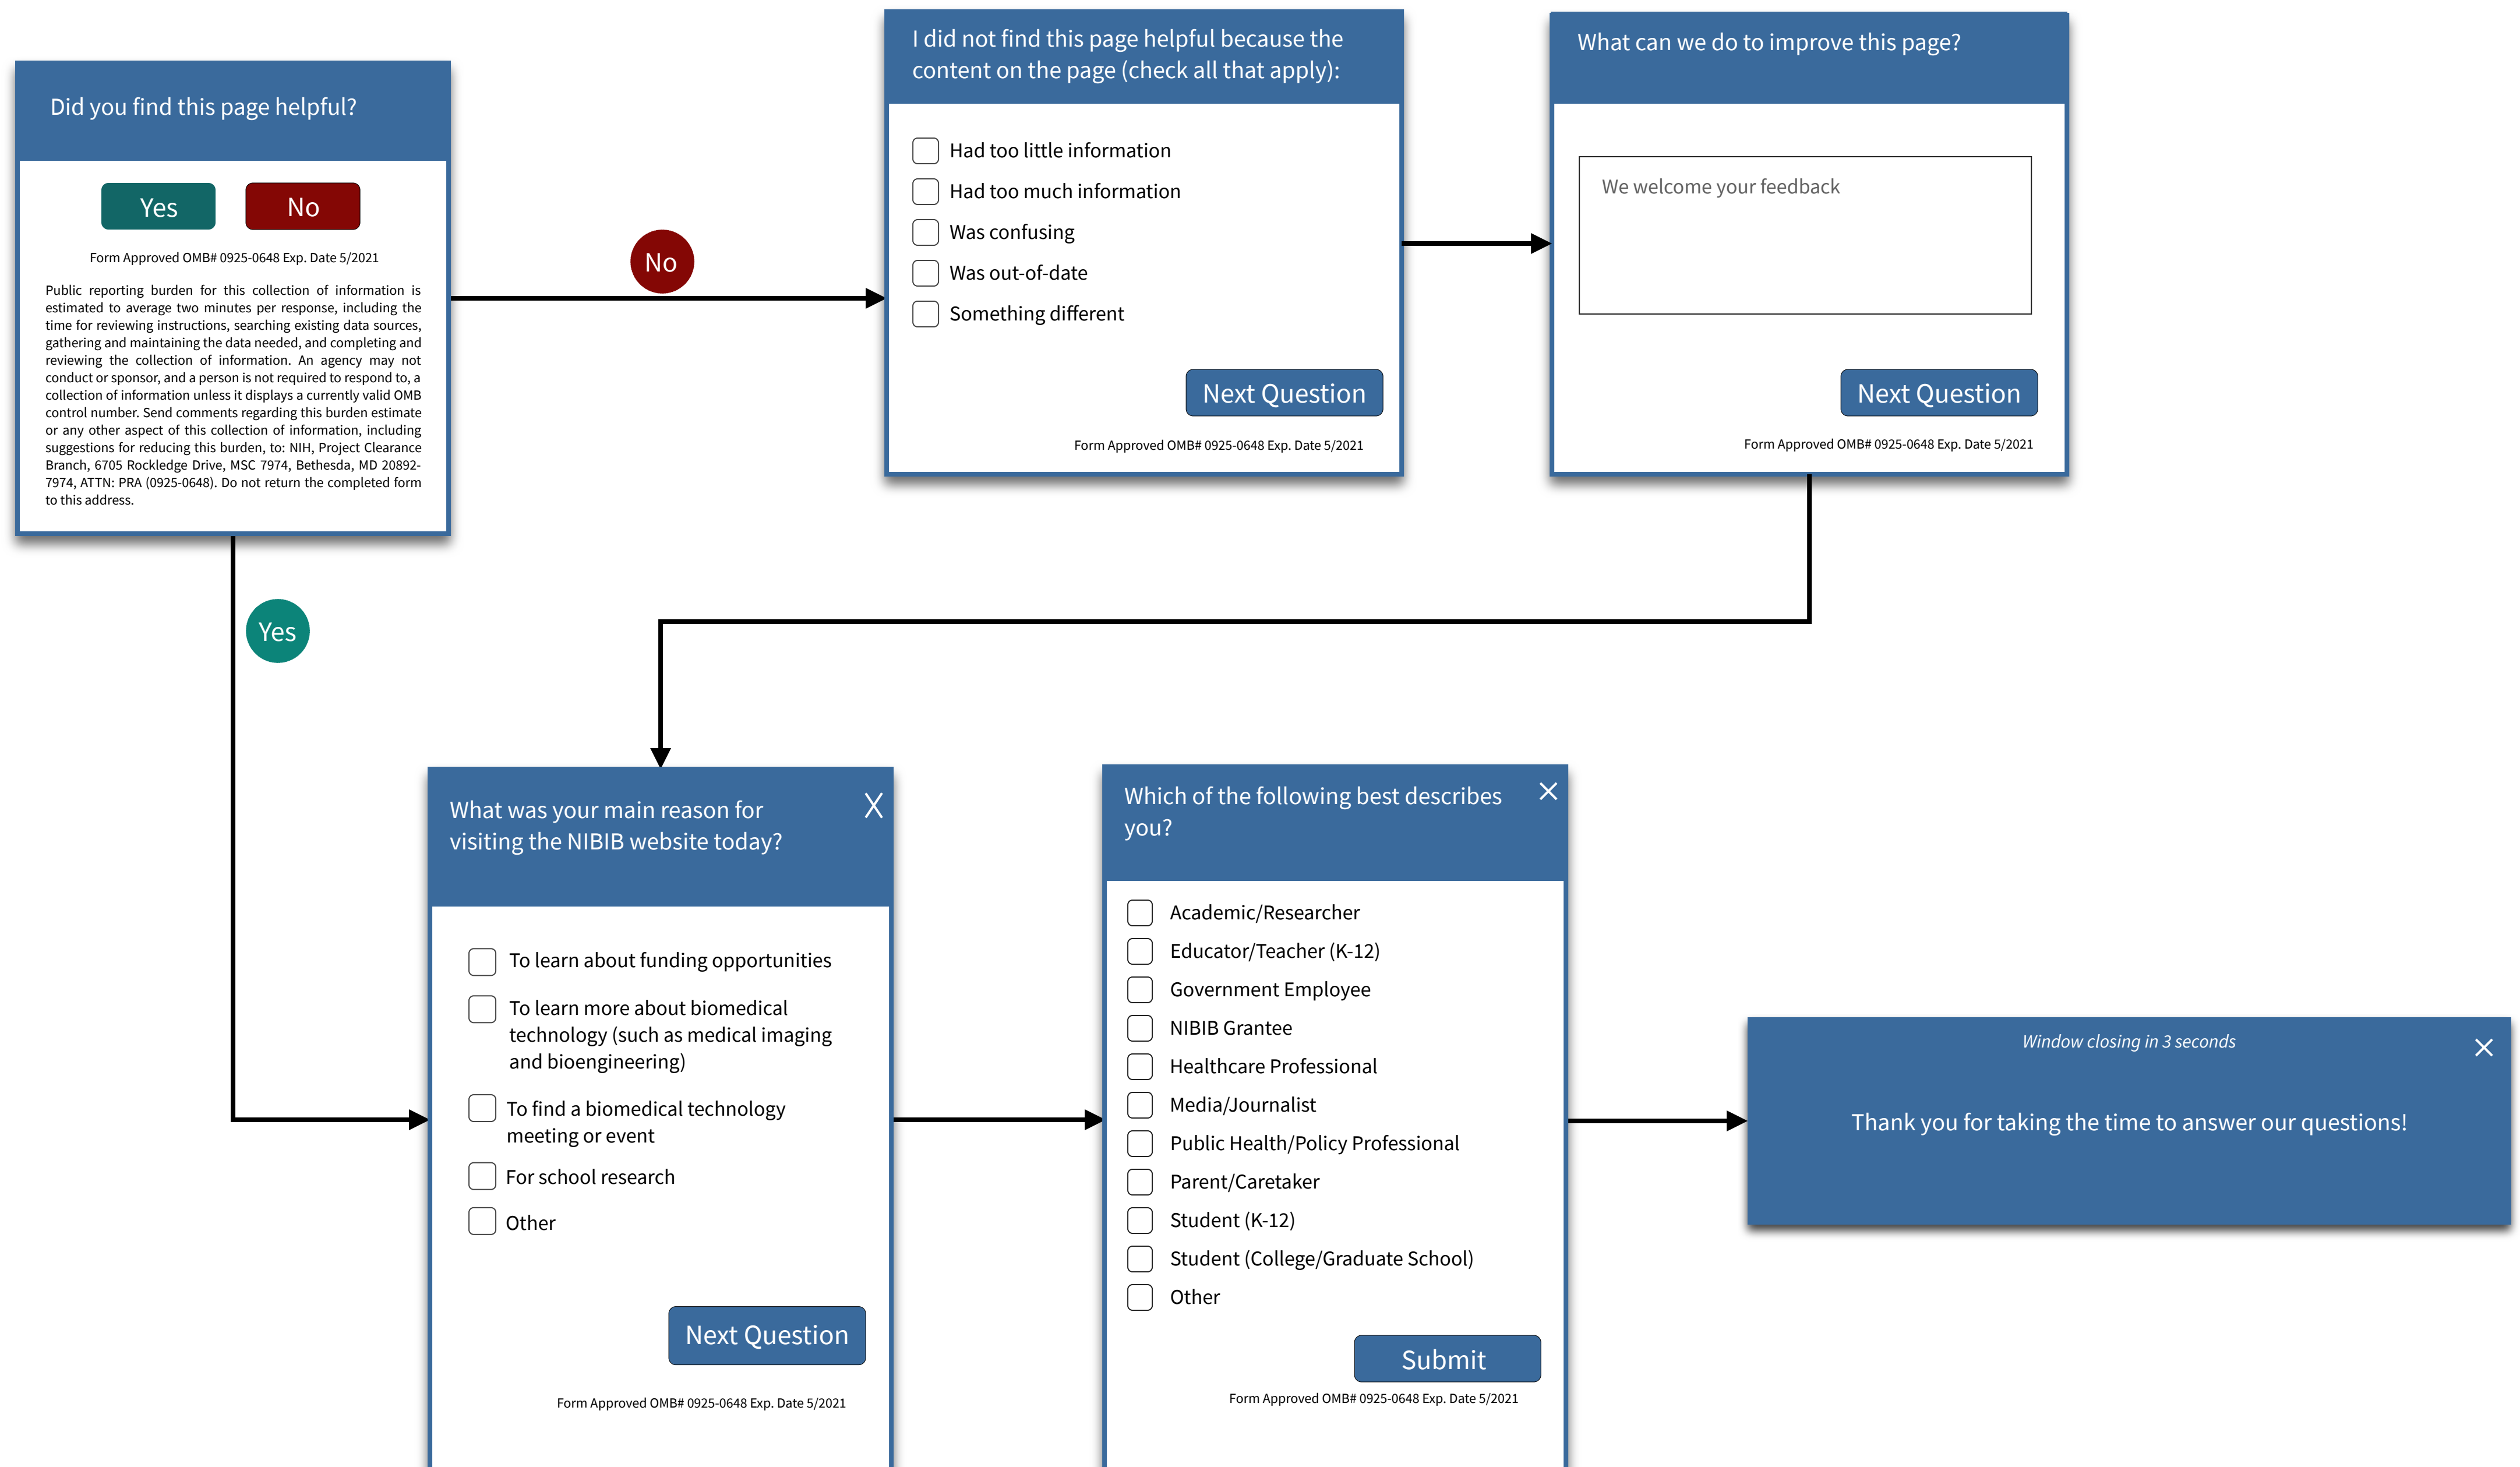 Did you find this page helpful?
Yes
No
Form Approved OMB# 0925-0648 Exp. Date 5/2021
Public reporting burden for this collection of information is
estimated to average two minutes per response, including the
time for reviewing instructions, searching existing data sources,
gathering and maintaining the data needed, and completing and
reviewing the collection of information. An agency may not
conduct or sponsor, and a person is not required to respond to, a
collection of information unless it displays a currently valid OMB
control number. Send comments regarding this burden estimate
or any other aspect of this collection of information, including
suggestions for reducing this burden, to: NIH, Project Clearance
Branch, 6705 Rockledge Drive, MSC 7974, Bethesda, MD 20892-
7974, ATTN: PRA (0925-0648). Do not return the completed form
to this address.
No
I did not find this page helpful because the
content on the page (check all that apply):
Had too little information
Had too much information
Was confusing
Was out-of-date
Something different
Next Question
Form Approved OMB# 0925-0648 Exp. Date 5/2021
What can we do to improve this page?
We welcome your feedback
Next Question
Form Approved OMB# 0925-0648 Exp. Date 5/2021
Yes
What was your main reason for
visiting the NIBIB website today?
X
To learn about funding opportunities
To learn more about biomedical
technology (such as medical imaging
and bioengineering)
To find a biomedical technology
meeting or event
For school research
Other
Next Question
Form Approved OMB# 0925-0648 Exp. Date 5/2021
Which of the following best describes
you?
Academic/Researcher
Educator/Teacher (K-12)
Government Employee
NIBIB Grantee
Healthcare Professional
Media/Journalist
Public Health/Policy Professional
Parent/Caretaker
Student (K-12)
Student (College/Graduate School)
Other
Submit
Form Approved OMB# 0925-0648 Exp. Date 5/2021
Window closing in 3 seconds
Thank you for taking the time to answer our questions!